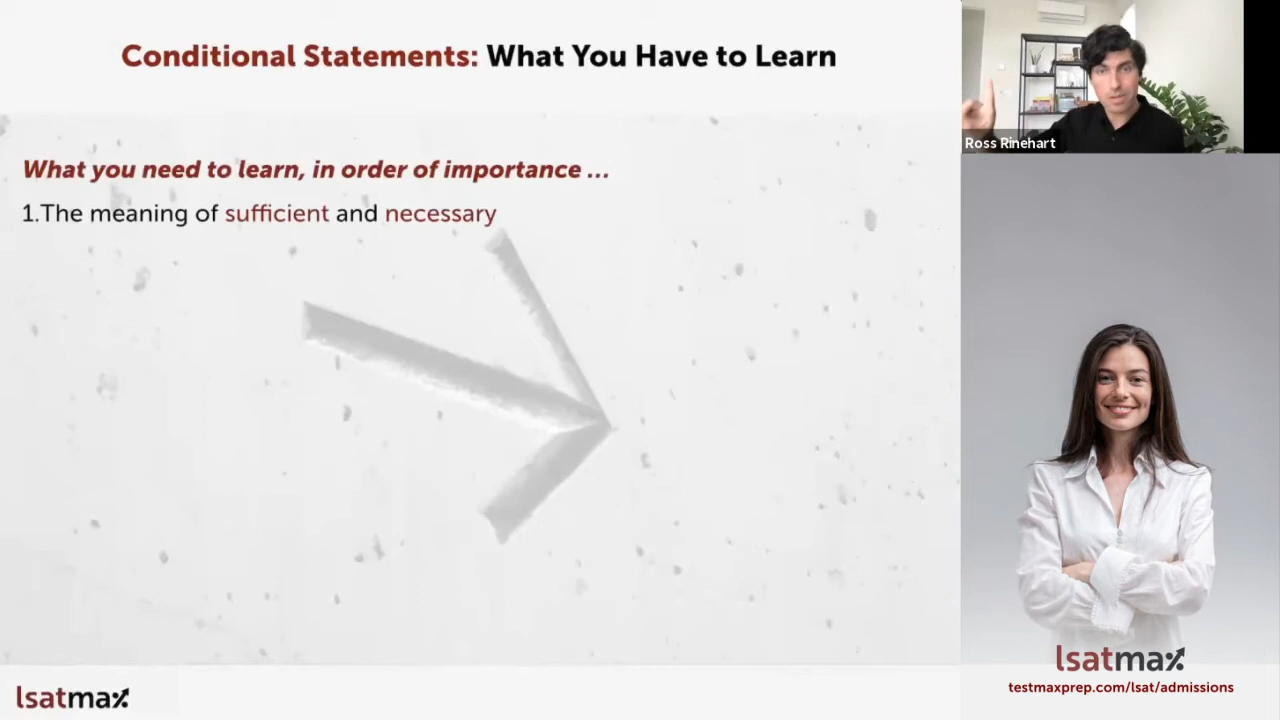 Conditional Statements: What You Have to Learn
What you need to learn, in order of importance ...
1.The meaning of sufficient and necessary
Ross Rinehart
lsatmax
testmaxprep.com/lsat/admissions
lsatmax